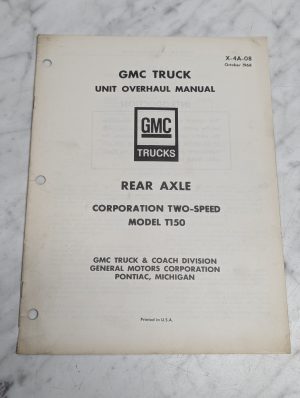 X-4A-08
October 1968
GMC TRUCK
UNIT OVERHAUL MANUAL
GMC
TRUCKS
REAR AXLE
CORPORATION TWO-SPEED
MODEL T150
GMC TRUCK & COACH DIVISION
GENERAL MOTORS CORPORATION
PONTIAC, MICHIGAN
Printed in U.S.A.